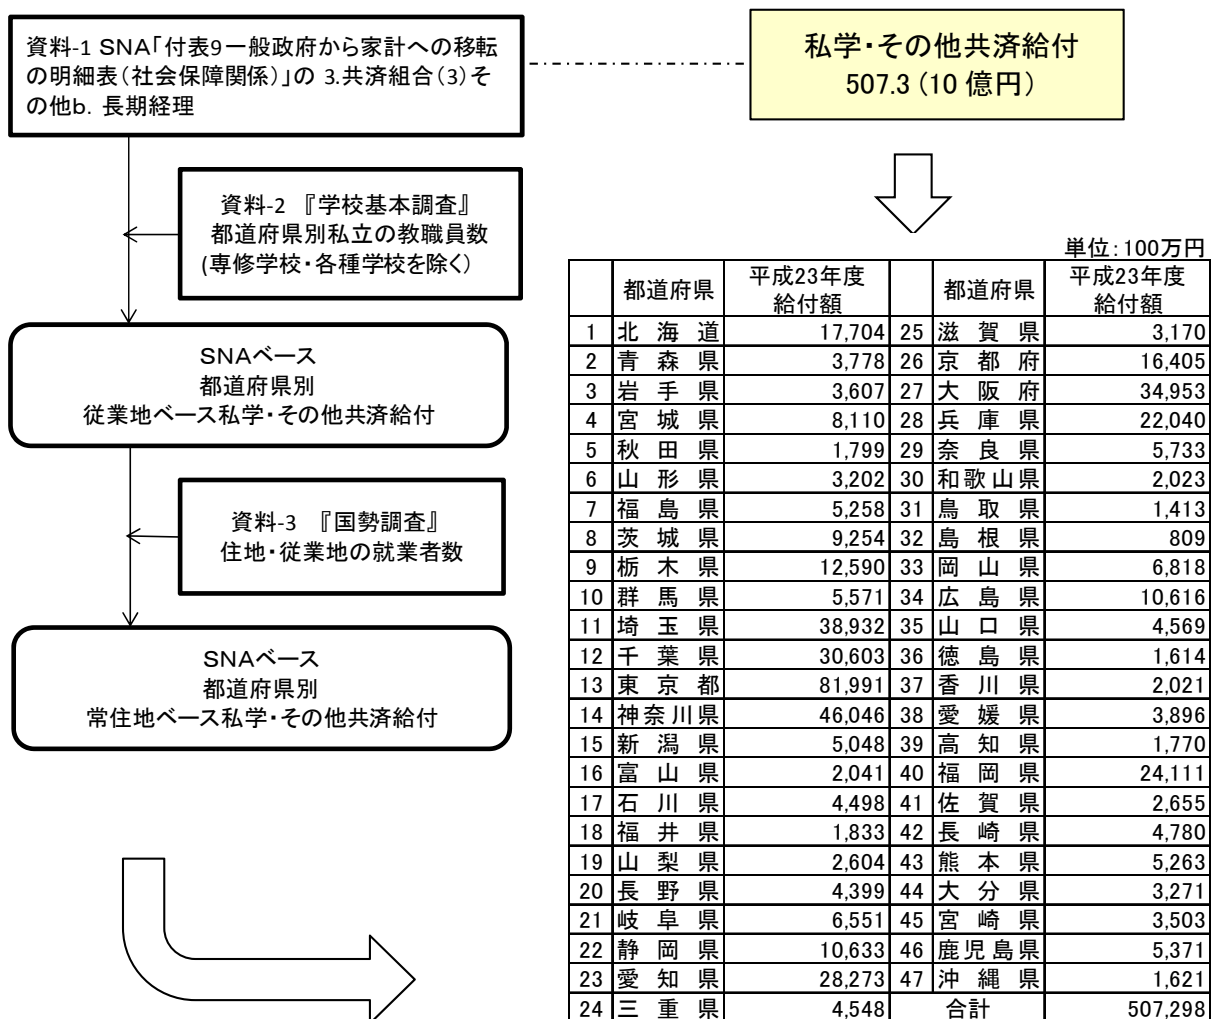 資料-1 SNA「付表9一般政府から家計への移転
の明細表(社会保障関係)」の 3.共済組合(3)そ
の他b. 長期経理
私学・その他共済給付
507.3 (10 億円)
資料-2 『学校基本調査』
都道府県別私立の教職員数
(専修学校・各種学校を除く)
SNAベース
都道府県別
従業地ベース私学・その他共済給付
資料-3 『国勢調査』
住地・従業地の就業者数
SNAベース
都道府県別
常住地ベース私学・その他共済給付
単位:100万円
都道府県 平成23年度 給付額 都道府県 平成23年度 給付額
1 北海道 17,704 25 滋賀県 3,170
2 青森県 3,778 26 京都府 16,405
3 岩手県 3,607 27 大阪府 34,953
4 宮城県 8,110 28 兵庫県 22,040
5 秋田県 1,799 29 奈良県 5,733
6 山形県 3,202 30 和歌山県 2,023
7 福島県 5,258 31 鳥取県 1,413
8 茨城県 9,254 32 島根県 809
9 栃木県 12,590 33 岡山県 6,818
10 群馬県 5,571 34 広島県 10,616
11 埼玉県 38,932 35 山口県 4,569
12 千葉県 30,603 36 徳島県 1,614
13 東京都 81,991 37 香川県 2,021
14 神奈川県 46,046 38 愛媛県 3,896
15 新潟県 5,048 39 高知県 1,770
16 富山県 2,041 40 福岡県 24,111
17 石川県 4,498 41 佐賀県 2,655
18 福井県 1,833 42 長崎県 4,780
19 山梨県 2,604 43 熊本県 5,263
20 長野県 4,399 44 大分県 3,271
21 岐阜県 6,551 45 宮崎県 3,503
22 静岡県 10,633 46 鹿児島県 5,371
23 愛知県 28,273 47 沖縄県 1,621
24 三重県 4,548 合計 507,298